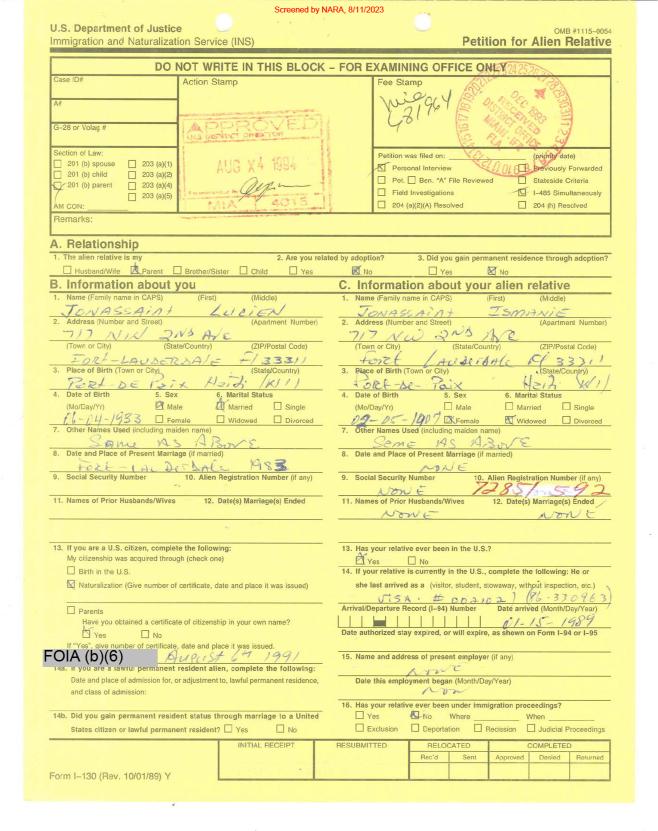 Screened by NARA, 8/11/2023
U.S. Department of Justice
Immigration and Naturalization Service (INS)
OMB #1115-0054
Petition for Alien Relative
DO NOT WRITE IN THIS BLOCK – FOR EXAMINING OFFICE ONLY
Case ID#
Action Stamp
Fee Stamp
A#
G-28 or Volag #
Section of Law:
201 (b) spouse 203 (a)(1)
201 (b) child 203 (a)(2)
201 (b) parent 203 (a)(4)
203 (a)(5)
AM CON:
APPROVED
AUG X4 1994
MIA 4015
DEC 1993
RECEIVED
DISTRICT OFFICE
MIAMI
FLA.
Petition was filed on: (priority date)
Personal Interview Previously Forwarded
Pet. Ben. "A" File Reviewed Stateside Criteria
Field Investigations I-485 Simultaneously
204 (a)(2)(A) Resolved 204 (h) Resolved
Remarks:
A. Relationship
1. The alien relative is my 2. Are you related by adoption? 3. Did you gain permanent residence through adoption?
Husband/Wife Parent Brother/Sister Child Yes No Yes No
B. Information about you
1. Name (Family name in CAPS) (First) (Middle)
JONASSAINT LUCIEN
2. Address (Number and Street) (Apartment Number)
717 NW 2ND AVE
(Town or City) (State/Country) (ZIP/Postal Code)
FORT-LAUDERDALE Fl 33311
3. Place of Birth (Town or City) (State/Country)
PORT-DE PAIX Haiti
4. Date of Birth 5. Sex 6. Marital Status
(Mo/Day/Yr) Male Married Single
Female Widowed Divorced
7. Other Names Used (including maiden name)
Same AS ABOVE
8. Date and Place of Present Marriage (if married)
1983
9. Social Security Number 10. Alien Registration Number (if any)
11. Names of Prior Husbands/Wives 12. Date(s) Marriage(s) Ended
13. If you are a U.S. citizen, complete the following:
My citizenship was acquired through (check one)
Birth in the U.S.
Naturalization (Give number of certificate, date and place it was issued)
Parents
Have you obtained a certificate of citizenship in your own name?
Yes No
If "Yes", give number of certificate, date and place it was issued.
FOIA (b)(6) August 6th 1991
14a. If you are a lawful permanent resident alien, complete the following:
Date and place of admission for, or adjustment to, lawful permanent residence,
and class of admission:
14b. Did you gain permanent resident status through marriage to a United
States citizen or lawful permanent resident? Yes No
C. Information about your alien relative
1. Name (Family name in CAPS) (First) (Middle)
JONASSAINT ISMANIE
2. Address (Number and Street) (Apartment Number)
717 NW 2ND AVE
(Town or City) (State/Country) (ZIP/Postal Code)
Fort Lauderdale Fl 33311
3. Place of Birth (Town or City) (State/Country)
PORT-DE-Paix Haiti
4. Date of Birth 5. Sex 6. Marital Status
(Mo/Day/Yr) Male Married Single
09-05-1907 Female Widowed Divorced
7. Other Names Used (including maiden name)
Same AS ABOVE
8. Date and Place of Present Marriage (if married)
NONE
9. Social Security Number 10. Alien Registration Number (if any)
NONE
11. Names of Prior Husbands/Wives 12. Date(s) Marriage(s) Ended
NONE NONE
13. Has your relative ever been in the U.S.?
Yes No
14. If your relative is currently in the U.S., complete the following: He or
she last arrived as a (visitor, student, stowaway, without inspection, etc.)
VISA. # 002102 (86-330963)
Arrival/Departure Record (I-94) Number Date arrived (Month/Day/Year)
01-15-1989
Date authorized stay expired, or will expire, as shown on Form I-94 or I-95
15. Name and address of present employer (if any)
NONE
Date this employment began (Month/Day/Year)
Non
16. Has your relative ever been under immigration proceedings?
Yes No Where When
Exclusion Deportation Recission Judicial Proceedings
INITIAL RECEIPT RESUBMITTED RELOCATED COMPLETED
Rec'd Sent Approved Denied Returned
Form I-130 (Rev. 10/01/89) Y